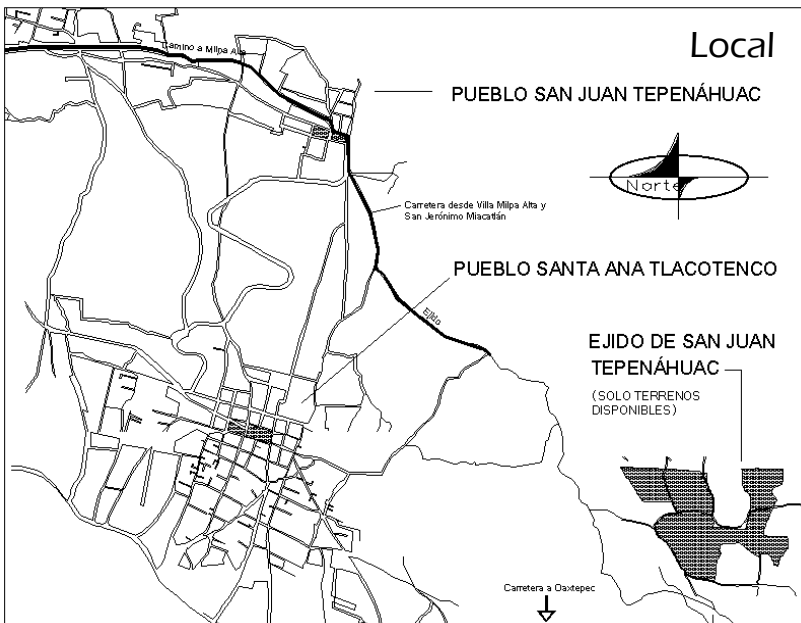 Local
Camino a Milpa Alta
PUEBLO SAN JUAN TEPENÁHUAC
Norte
Carretera desde Villa Milpa Alta y
San Jerónimo Miacatlán
PUEBLO SANTA ANA TLACOTENCO
Ejido
EJIDO DE SAN JUAN
TEPENÁHUAC
(SOLO TERRENOS
DISPONIBLES)
Carretera a Oaxtepec